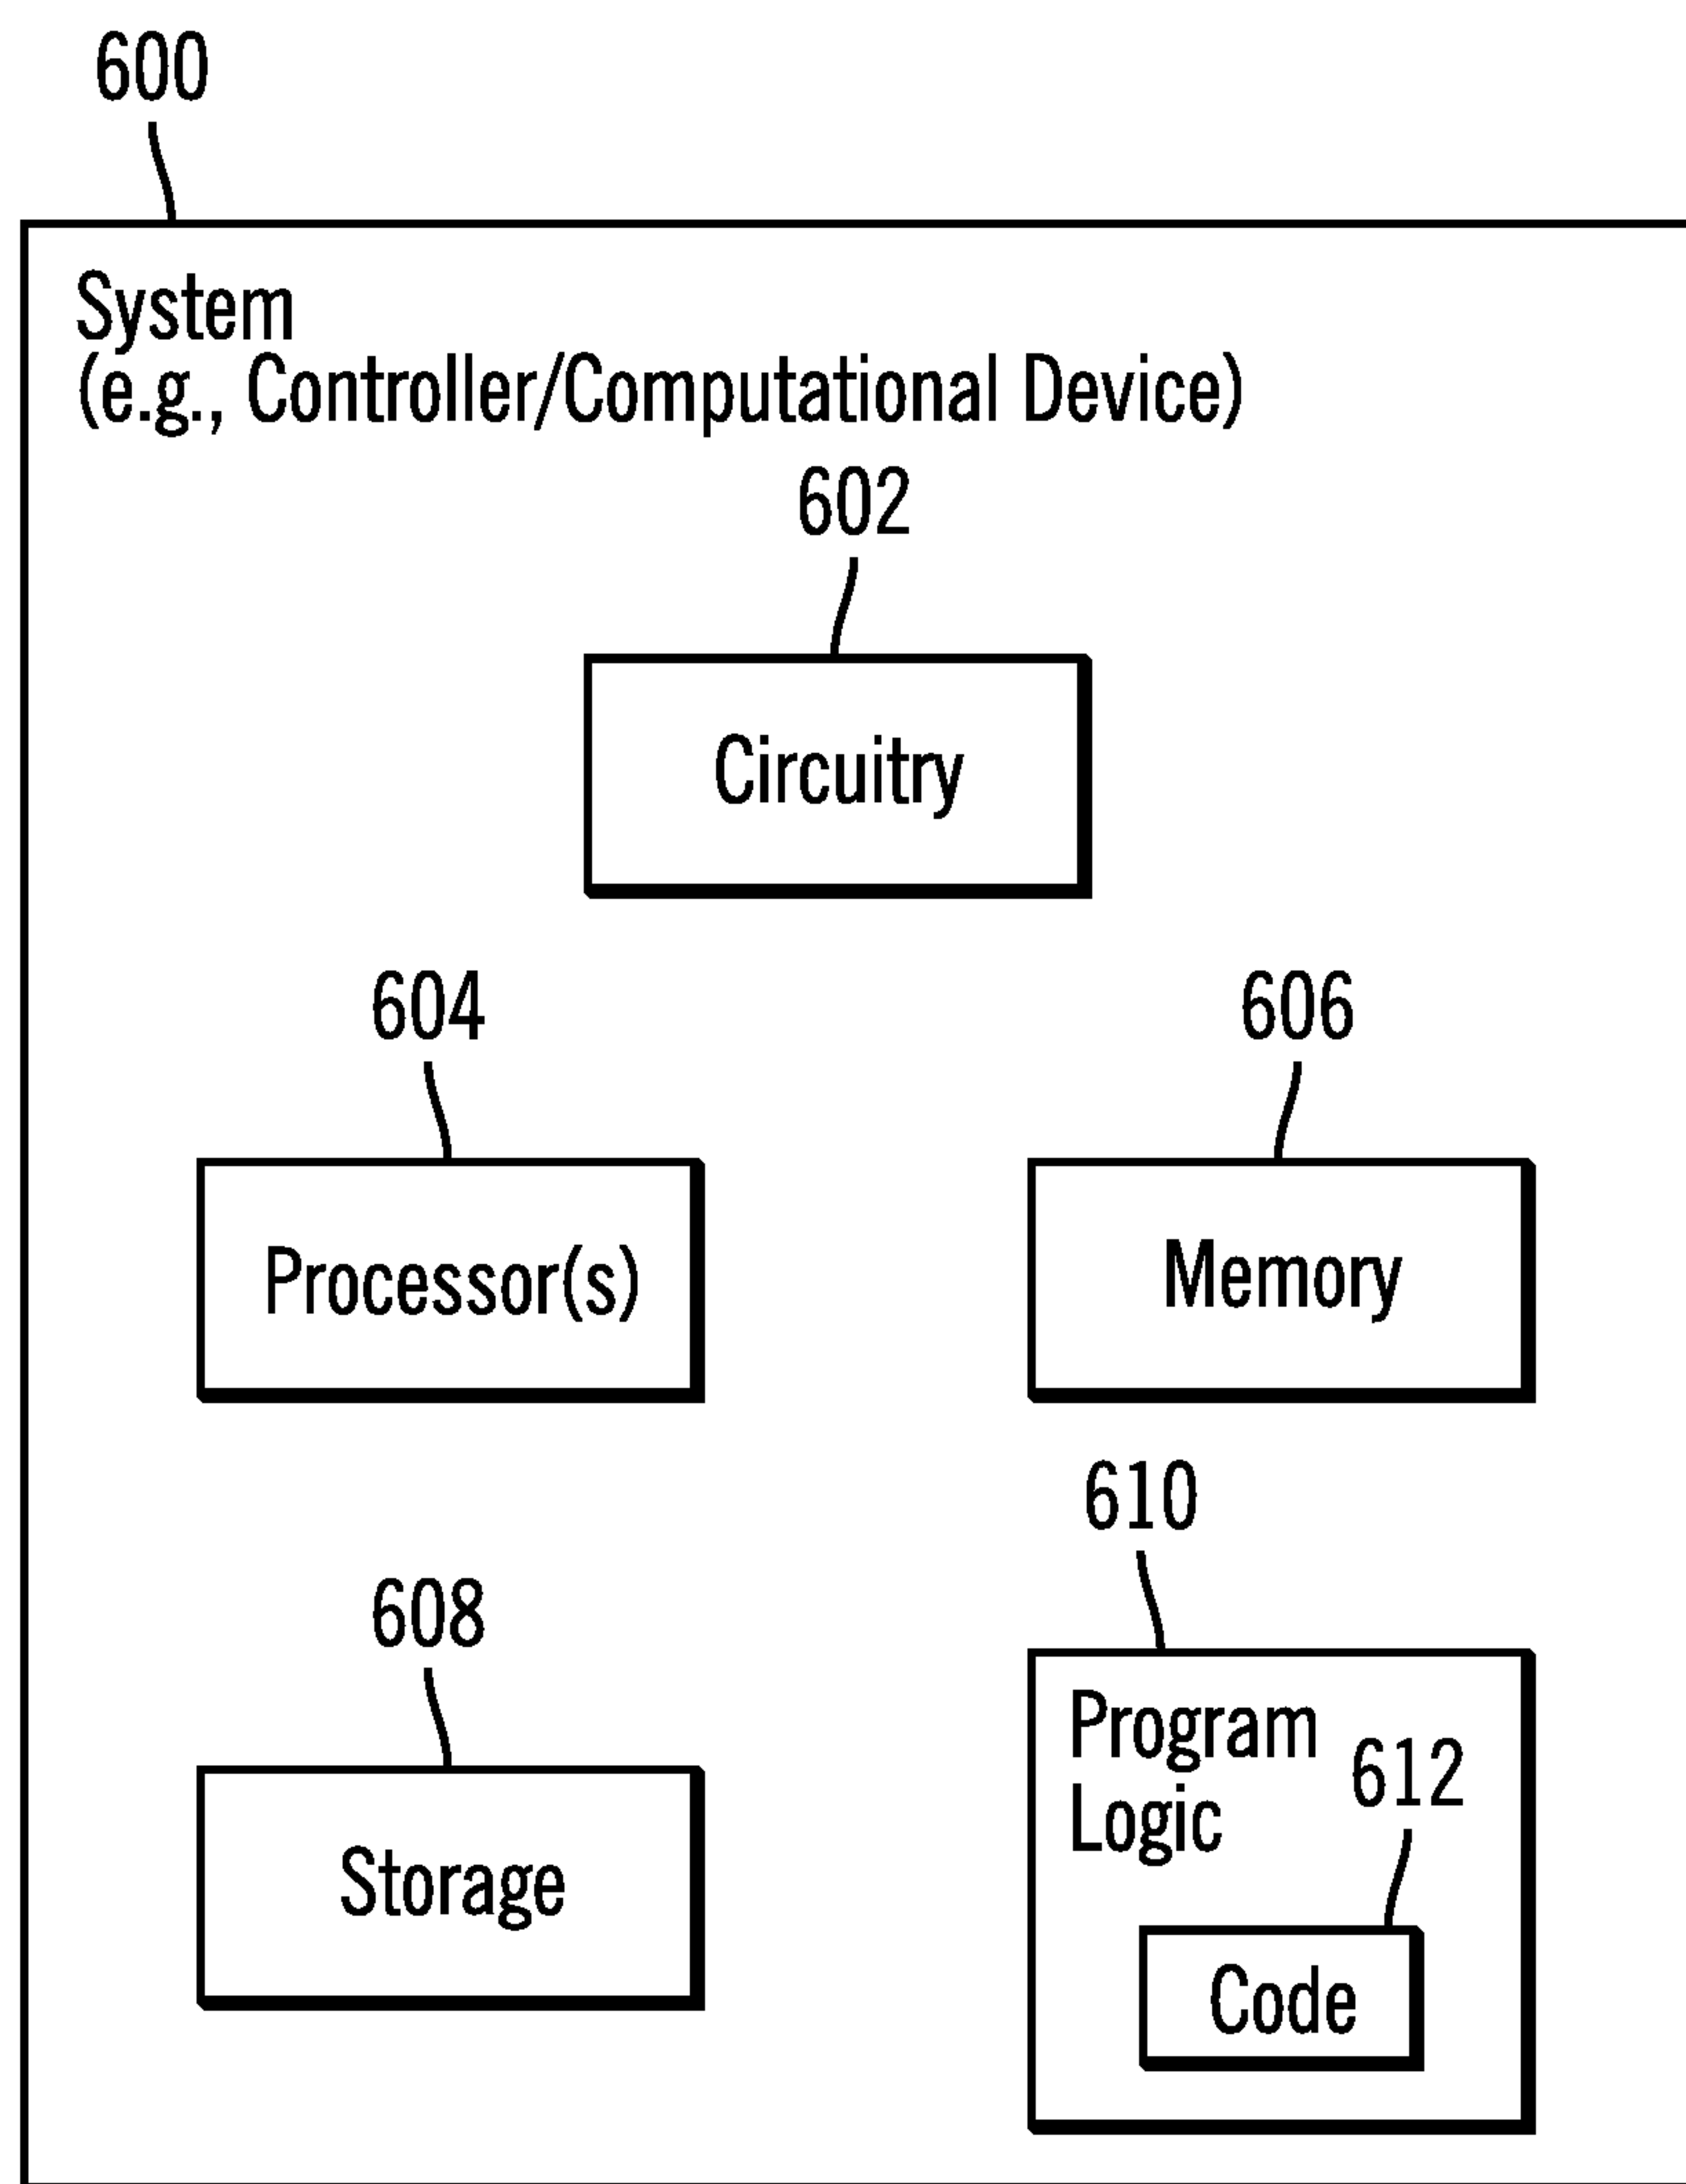 600
System
(e.g., Controller/Computational Device)
602
Circuitry
604
606
Processor(s)
Memory
610
608
Program
Logic
612
Storage
Code